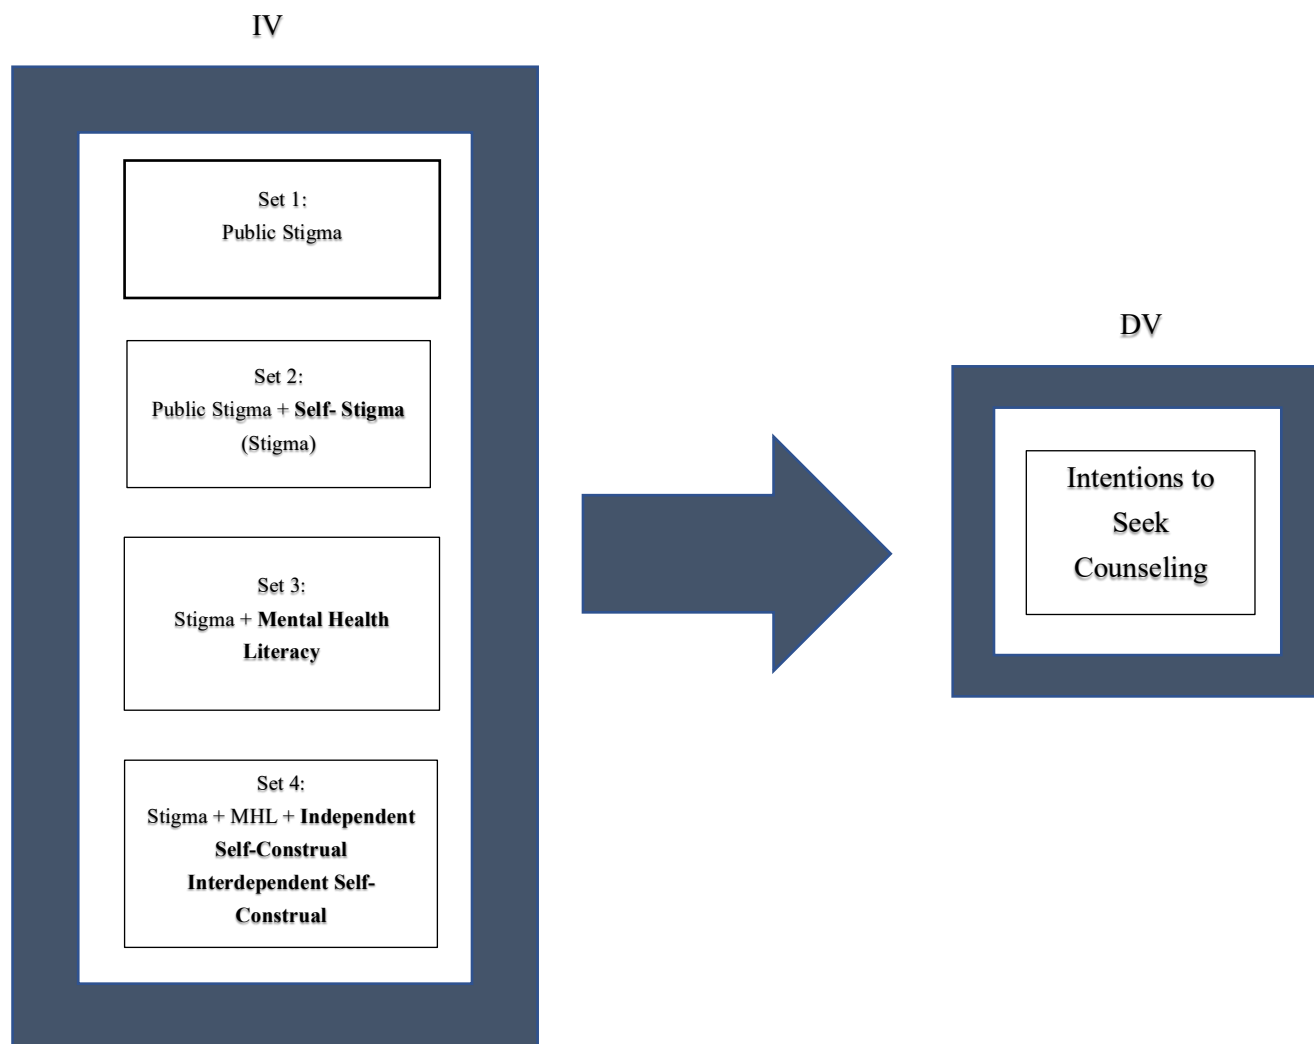 IV
Set 1:
Public Stigma
Set 2:
Public Stigma + Self- Stigma
(Stigma)
Set 3:
Stigma + Mental Health
Literacy
Set 4:
Stigma + MHL + Independent
Self-Construal
Interdependent Self-
Construal
DV
Intentions to
Seek
Counseling